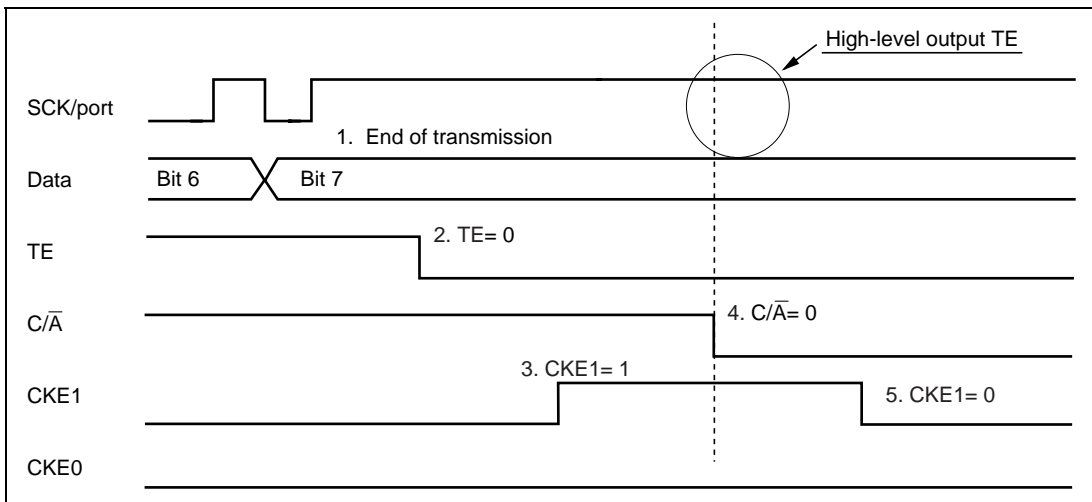 High-level output TE
SCK/port
1. End of transmission
Data
Bit 6
Bit 7
TE
2. TE= 0
C/A̅
4. C/A̅= 0
3. CKE1= 1
CKE1
5. CKE1= 0
CKE0